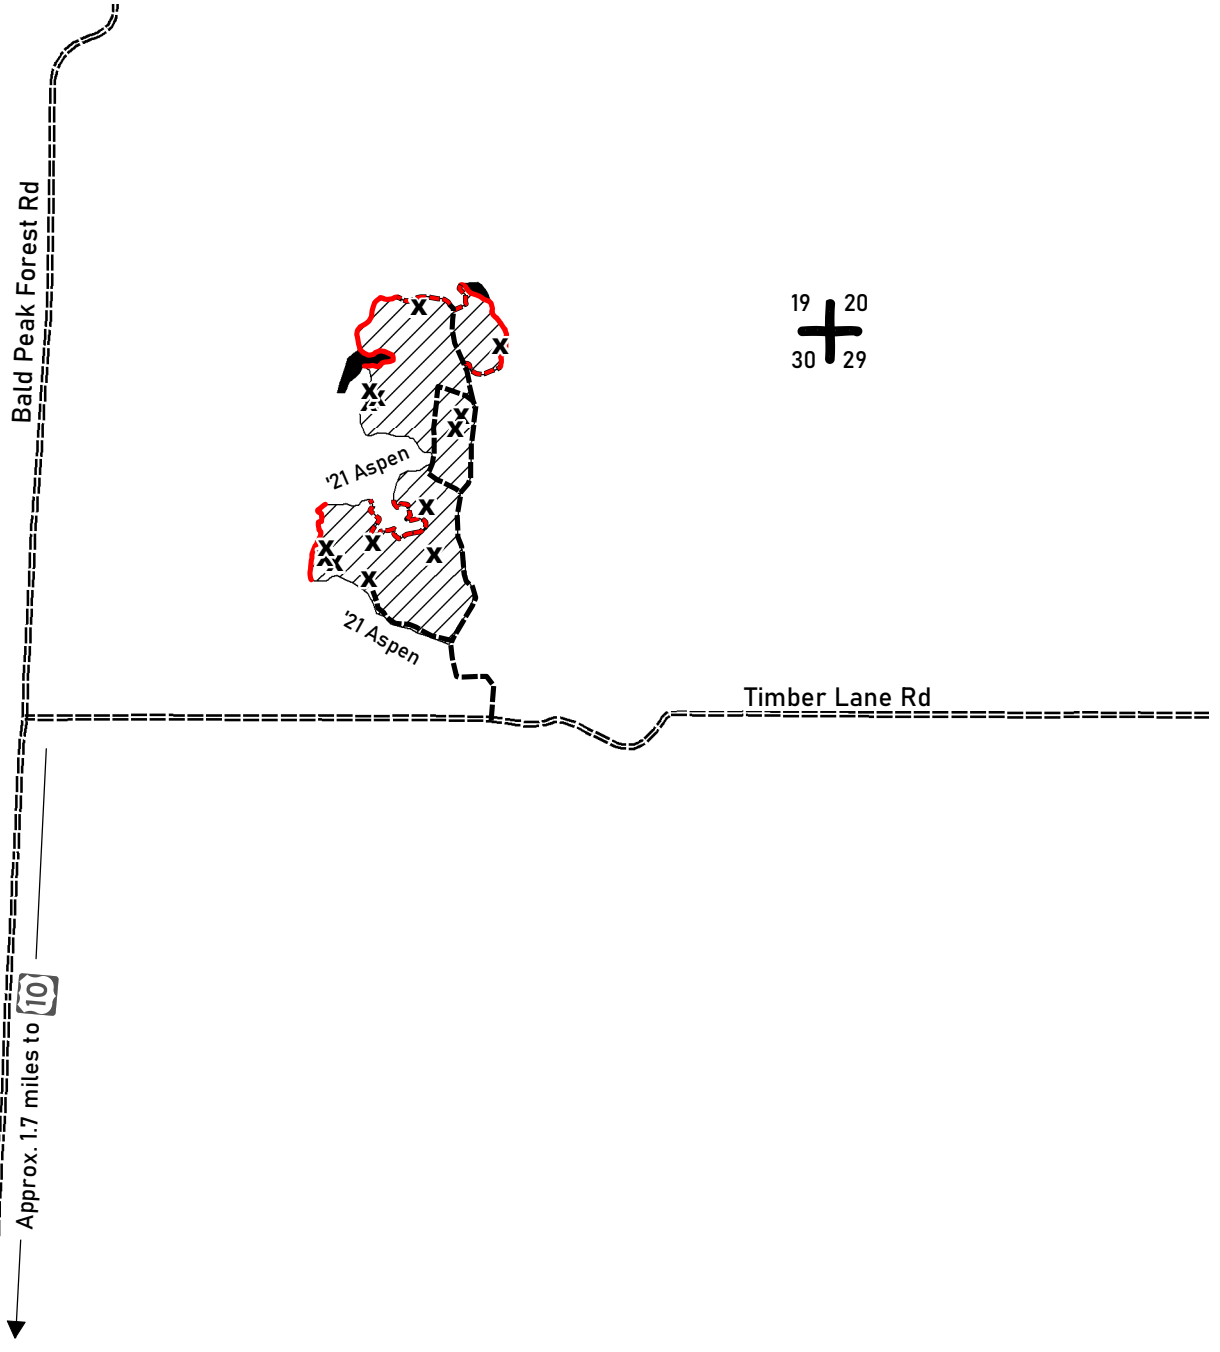 Bald Peak Forest Rd
19 20
30 29
X
X
X
X
X
X
X
'21 Aspen
X
X
X
X
X
X
X
X
'21 Aspen
Timber Lane Rd
Approx. 1.7 miles to 10